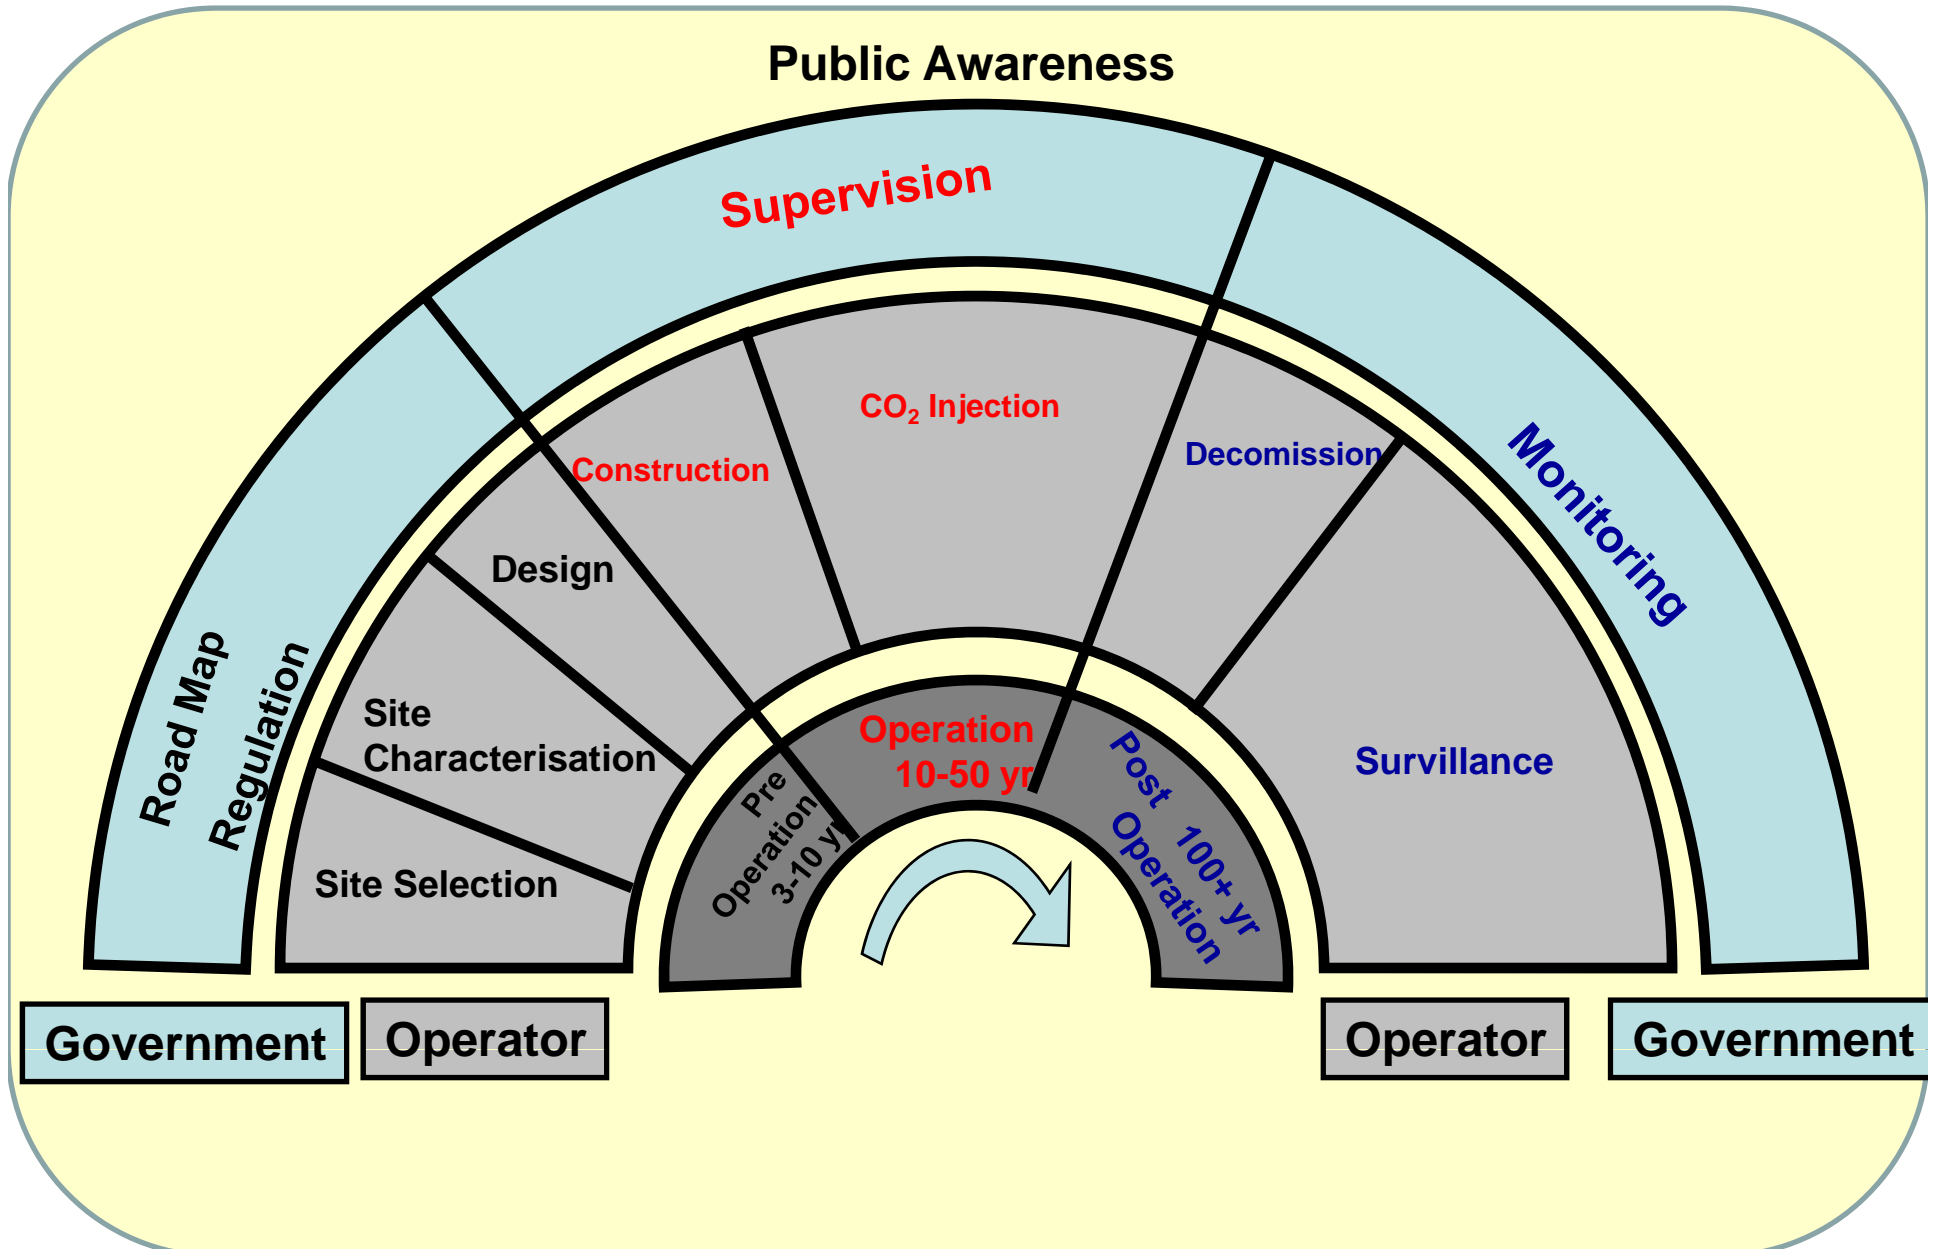 Public Awareness
Supervision
Road Map
Regulation
Monitoring
Site Selection
Site
Characterisation
Design
Construction
CO₂ Injection
Decomission
Survillance
Pre
Operation
3-10 yr
Operation
10-50 yr
Post 100+ yr
Operation
Government
Operator
Operator
Government